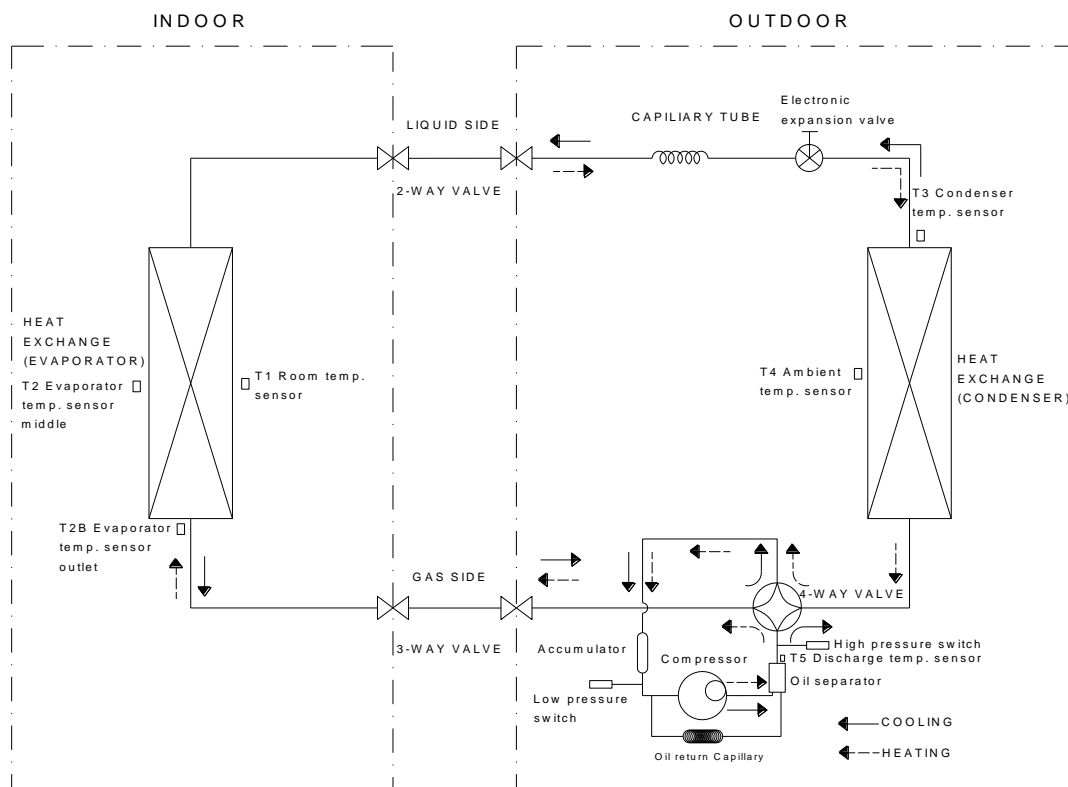 INDOOR
OUTDOOR
LIQUID SIDE
2-WAY VALVE
CAPILIARY TUBE
Electronic
expansion valve
T3 Condenser
temp. sensor
HEAT
EXCHANGE
(EVAPORATOR)
T2 Evaporator
temp. sensor
middle
T1 Room temp.
sensor
T4 Ambient
temp. sensor
HEAT
EXCHANGE
(CONDENSER)
T2B Evaporator
temp. sensor
outlet
GAS SIDE
3-WAY VALVE
4-WAY VALVE
High pressure switch
T5 Discharge temp. sensor
Oil separator
Accumulator
Compressor
Low pressure
switch
Oil return Capillary
COOLING
HEATING